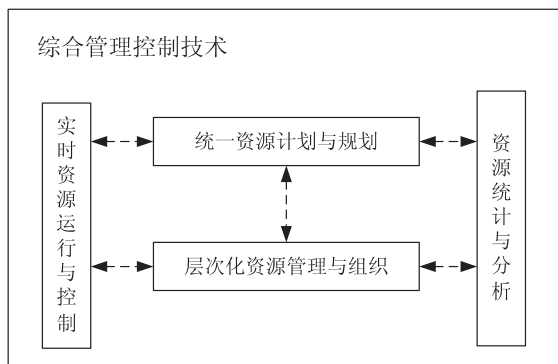 综合管理控制技术
实时资源运行与控制
统一资源计划与规划
层次化资源管理与组织
资源统计与分析